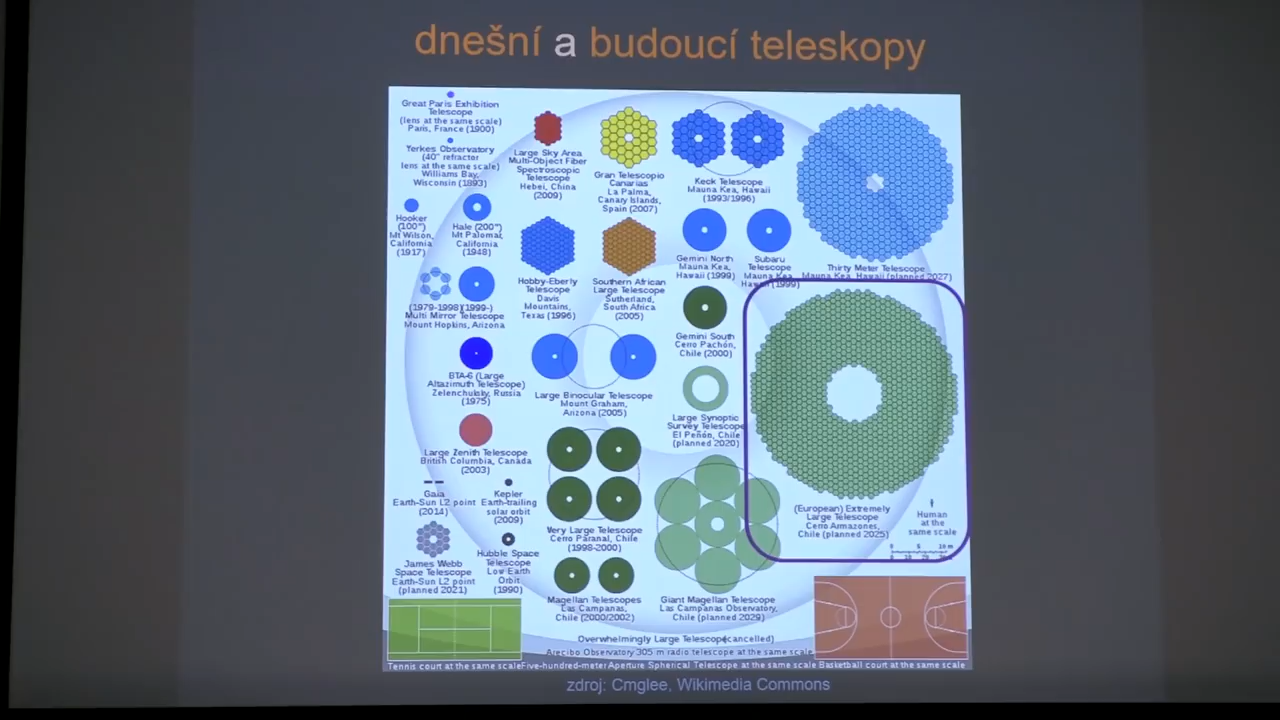 dnešní a budoucí teleskopy
Great Paris Exhibition
Telescope
(lens at the same scale)
Paris, France (1900)
Yerkes Observatory
(40" refractor
lens at the same scale)
Williams Bay,
Wisconsin (1893)
Hooker
(100")
Mt Wilson,
California
(1917)
Hale (200")
Mt Palomar,
California
(1948)
(1979-1998)(1999-)
Multi Mirror Telescope
Mount Hopkins, Arizona
BTA-6 (Large
Altazimuth Telescope)
Zelenchuksky, Russia
(1975)
Large Zenith Telescope
British Columbia, Canada
(2003)
Gaia
Earth-Sun L2 point
(2014)
Kepler
Earth-trailing
solar orbit
(2009)
James Webb
Space Telescope
Earth-Sun L2 point
(planned 2021)
Hubble Space
Telescope
Low Earth
Orbit
(1990)
Large Sky Area
Multi-Object Fiber
Spectroscopic
Telescope
Hebei, China
(2009)
Gran Telescopio
Canarias
La Palma,
Canary Islands,
Spain (2007)
Keck Telescope
Mauna Kea, Hawaii
(1993/1996)
Hobby-Eberly
Telescope
Davis
Mountains,
Texas (1996)
Southern African
Large Telescope
Sutherland,
South Africa
(2005)
Gemini North
Mauna Kea,
Hawaii (1999)
Subaru
Telescope
Mauna Kea,
Hawaii (1999)
Thirty Meter Telescope
Mauna Kea, Hawaii (planned 2027)
Large Binocular Telescope
Mount Graham,
Arizona (2005)
Gemini South
Cerro Pachón,
Chile (2000)
Large Synoptic
Survey Telescope
El Peñón, Chile
(planned 2020)
Very Large Telescope
Cerro Paranal, Chile
(1998-2000)
Magellan Telescopes
Las Campanas,
Chile (2000/2002)
Giant Magellan Telescope
Las Campanas Observatory,
Chile (planned 2029)
(European) Extremely
Large Telescope
Cerro Armazones,
Chile (planned 2025)
Human
at the
same scale
0 5 10 m
0 10 20 30
Overwhelmingly Large Telescope (cancelled)
Arecibo Observatory 305 m radio telescope at the same scale
Tennis court at the same scale Five-hundred-meter Aperture Spherical Telescope at the same scale Basketball court at the same scale
zdroj: Cmglee, Wikimedia Commons